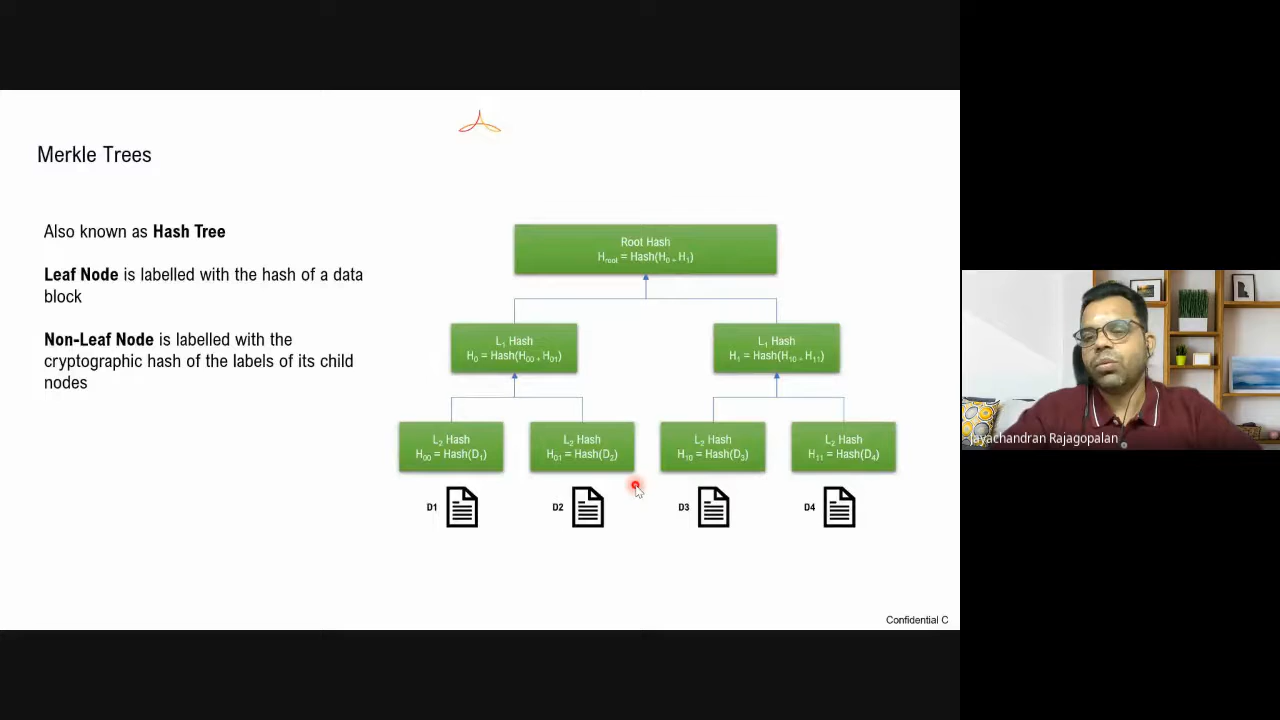 Merkle Trees
Also known as Hash Tree
Leaf Node is labelled with the hash of a data
block
Non-Leaf Node is labelled with the
cryptographic hash of the labels of its child
nodes
Root Hash
Hroot = Hash(H0 + H1)
L1 Hash
H0 = Hash(H00 + H01)
L1 Hash
H1 = Hash(H10 + H11)
L2 Hash
H00 = Hash(D1)
L2 Hash
H01 = Hash(D2)
L2 Hash
H10 = Hash(D3)
L2 Hash
H11 = Hash(D4)
D1
D2
D3
D4
Confidential C
Jayachandran Rajagopalan